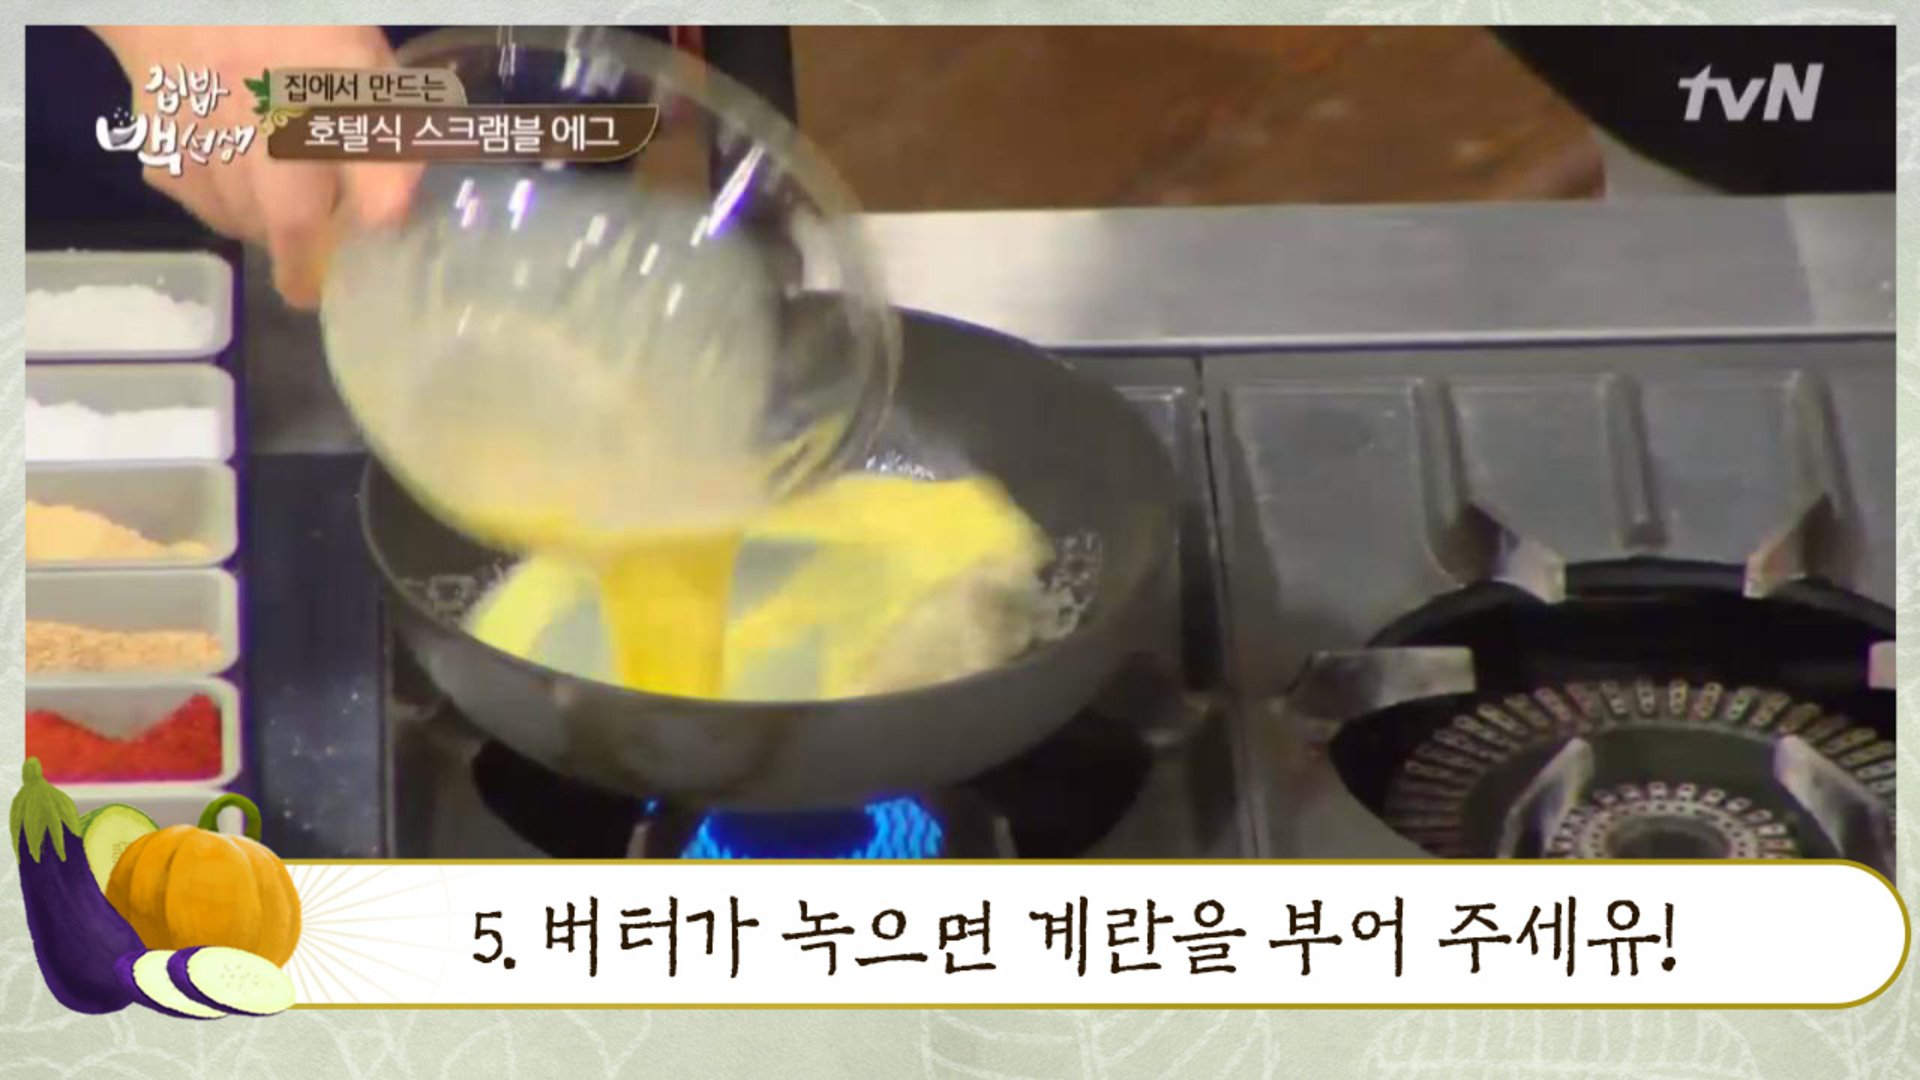 집밥
백선생
집에서 만드는
호텔식 스크램블 에그
tvN
5. 버터가 녹으면 계란을 부어 주세유!